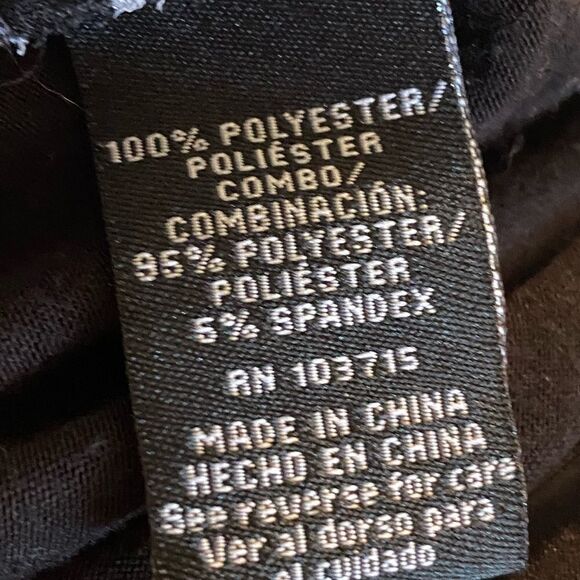 100% POLYESTER/
POLIÉSTER
COMBO/
COMBINACIÓN:
95% POLYESTER/
POLIÉSTER
5% SPANDEX
RN 103715
MADE IN CHINA
HECHO EN CHINA
See reverse for care
Ver al dorso para
el cuidado